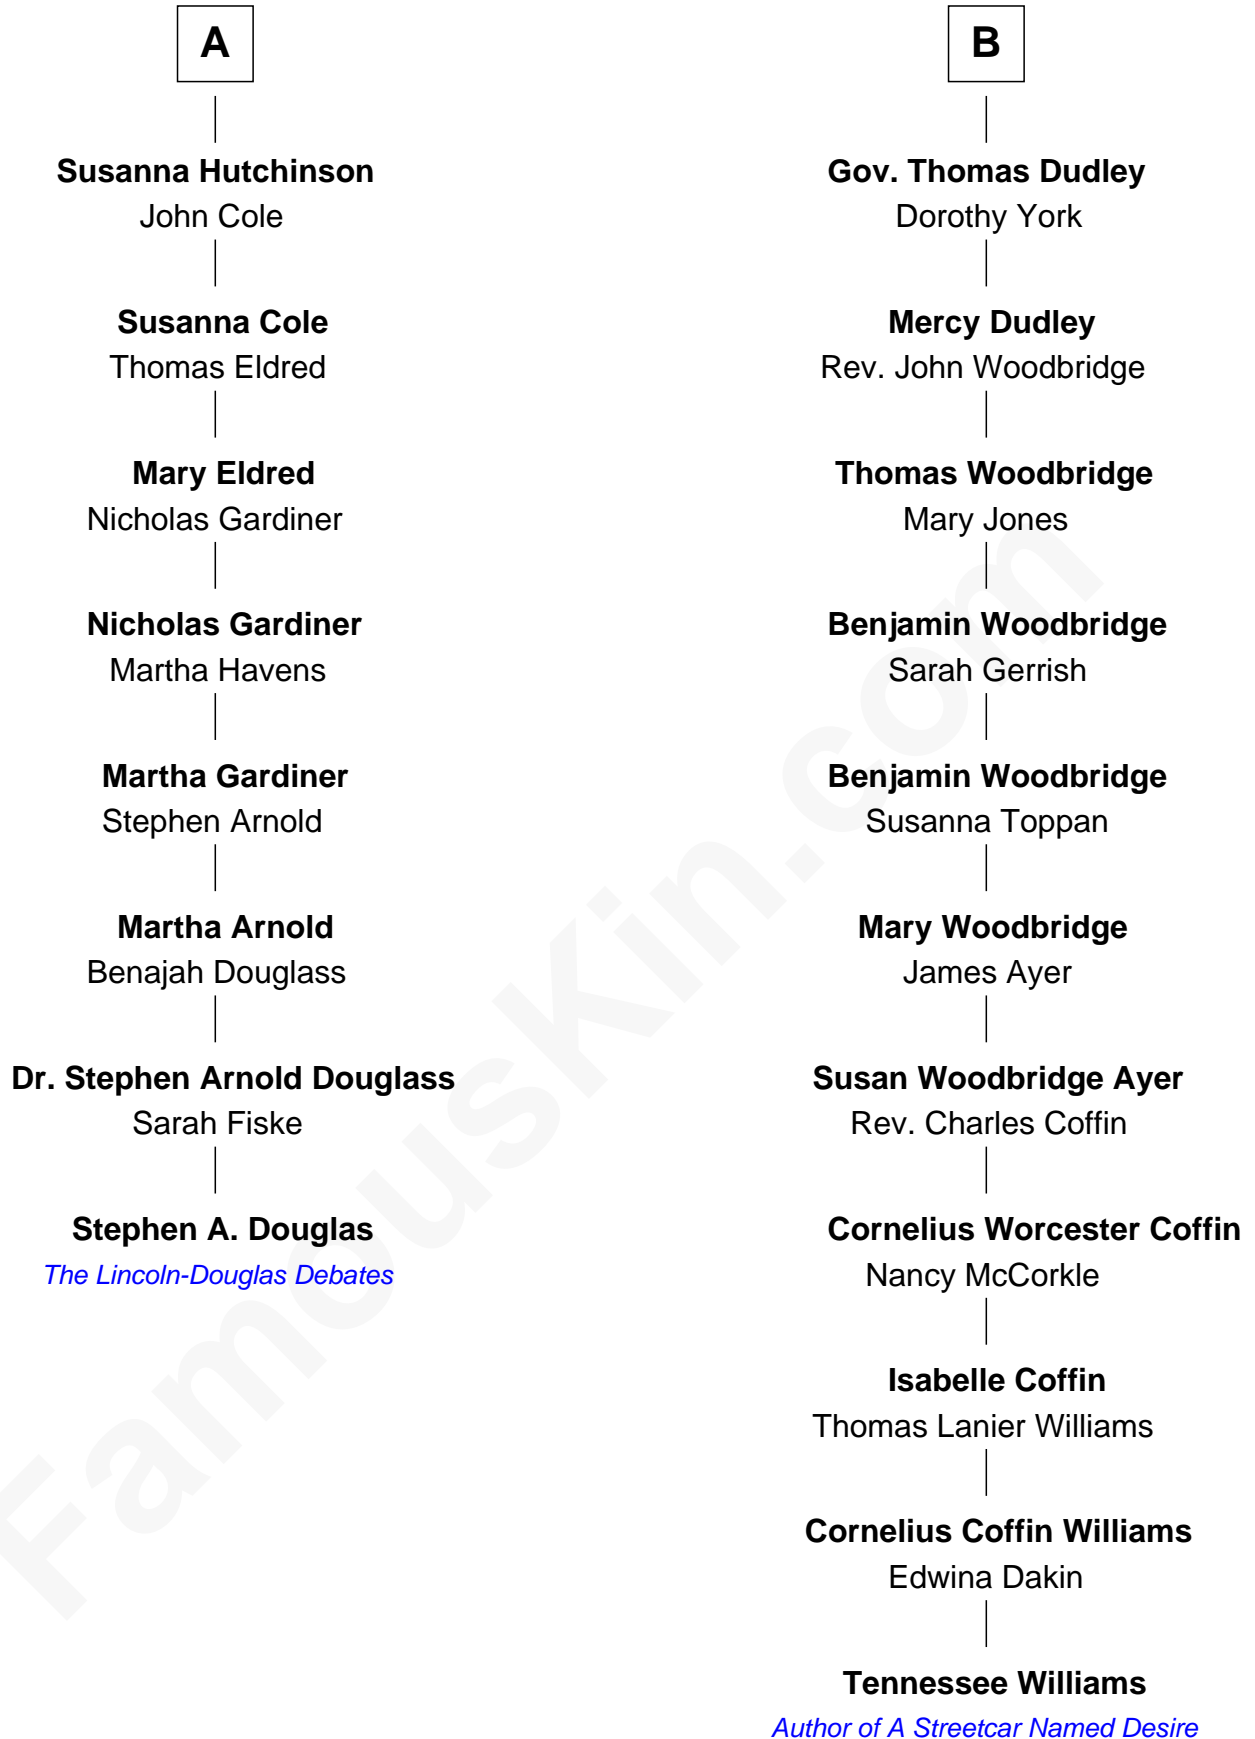 A
Susanna Hutchinson
John Cole
Susanna Cole
Thomas Eldred
Mary Eldred
Nicholas Gardiner
Nicholas Gardiner
Martha Havens
Martha Gardiner
Stephen Arnold
Martha Arnold
Benajah Douglass
Dr. Stephen Arnold Douglass
Sarah Fiske
Stephen A. Douglas
The Lincoln-Douglas Debates
B
Gov. Thomas Dudley
Dorothy York
Mercy Dudley
Rev. John Woodbridge
Thomas Woodbridge
Mary Jones
Benjamin Woodbridge
Sarah Gerrish
Benjamin Woodbridge
Susanna Toppan
Mary Woodbridge
James Ayer
Susan Woodbridge Ayer
Rev. Charles Coffin
Cornelius Worcester Coffin
Nancy McCorkle
Isabelle Coffin
Thomas Lanier Williams
Cornelius Coffin Williams
Edwina Dakin
Tennessee Williams
Author of A Streetcar Named Desire
FamousKin.com